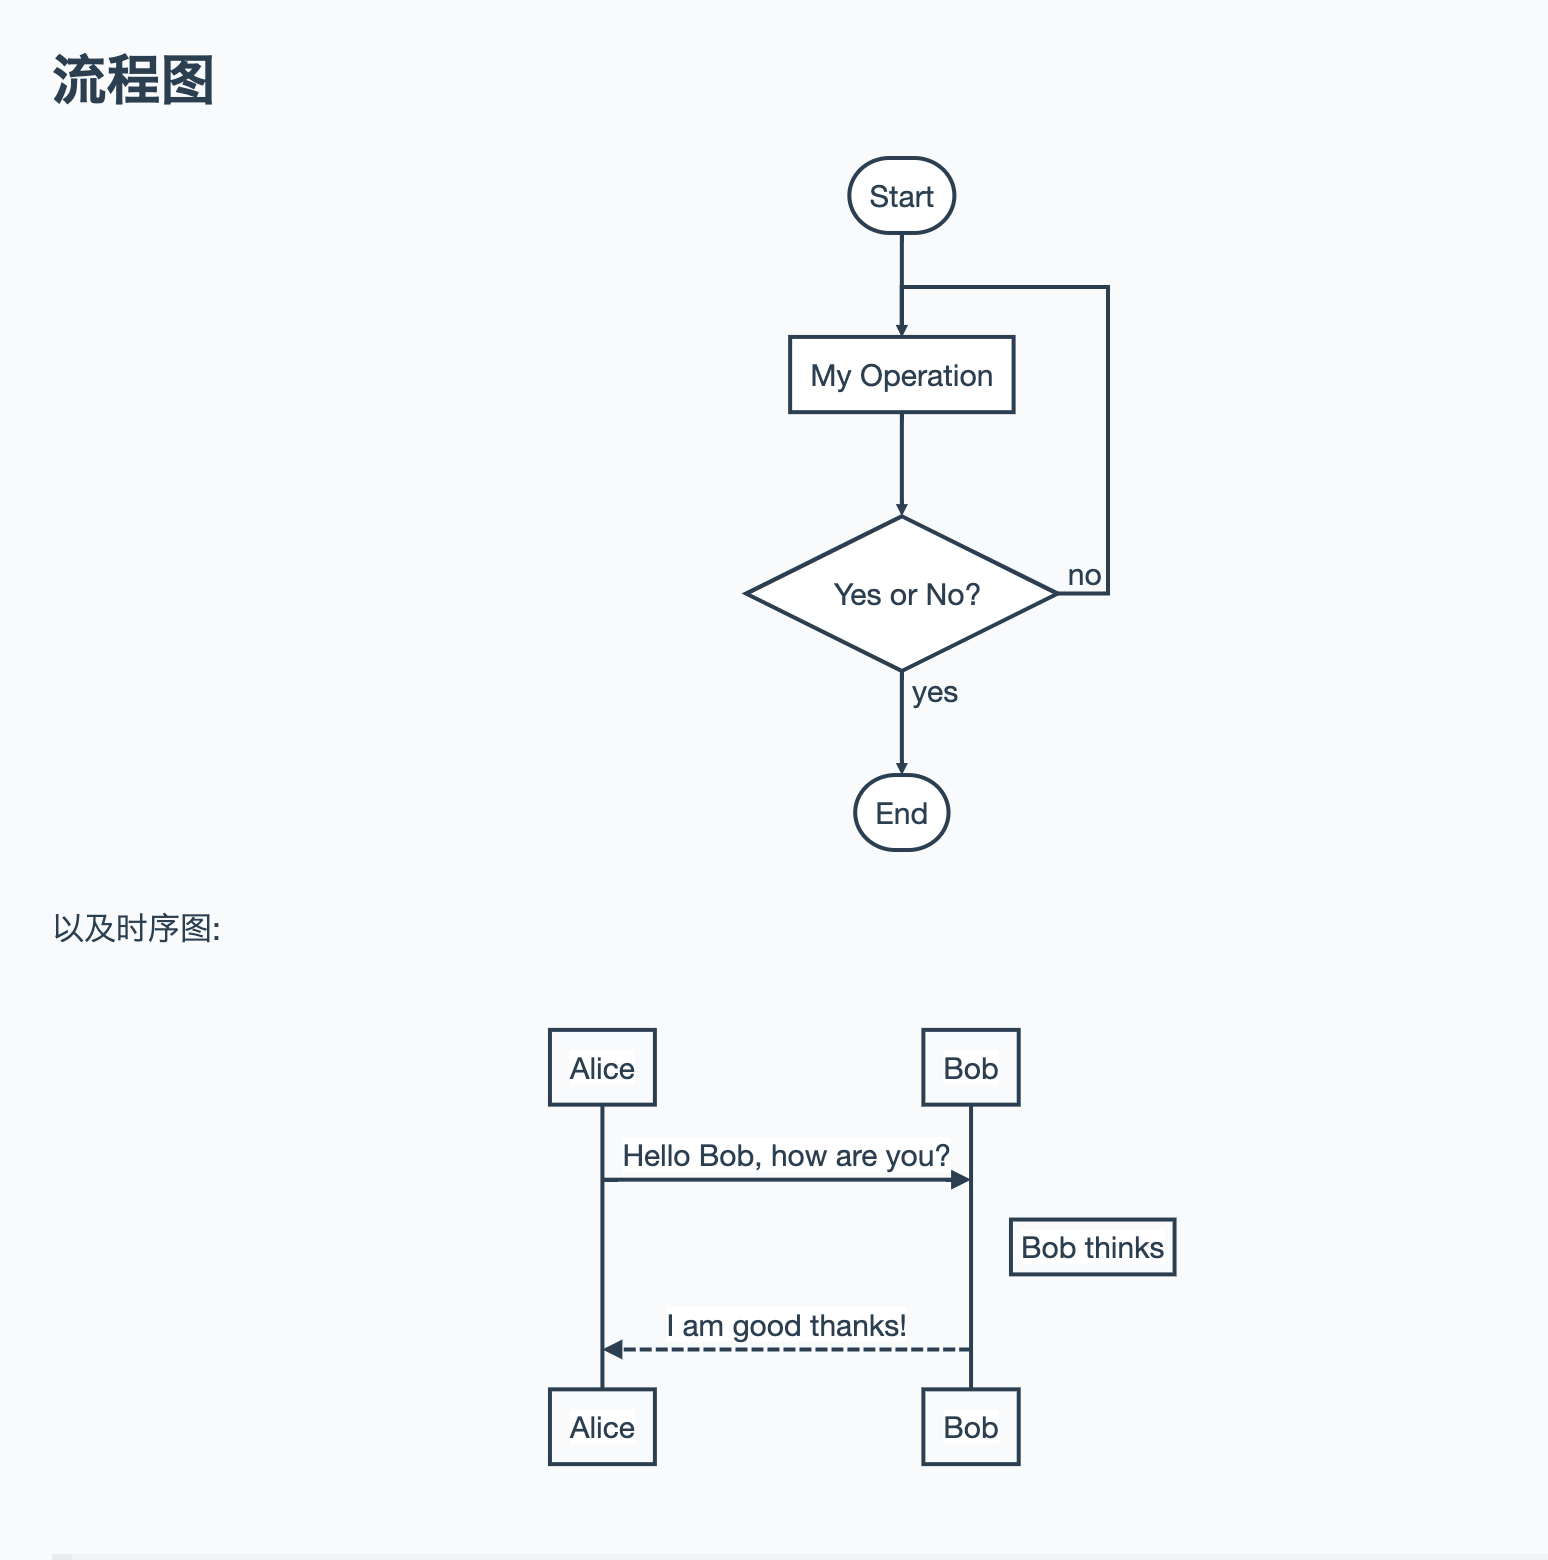 流程图
Start
My Operation
Yes or No?
no
yes
End
以及时序图:
Alice
Bob
Hello Bob, how are you?
Bob thinks
I am good thanks!
Alice
Bob